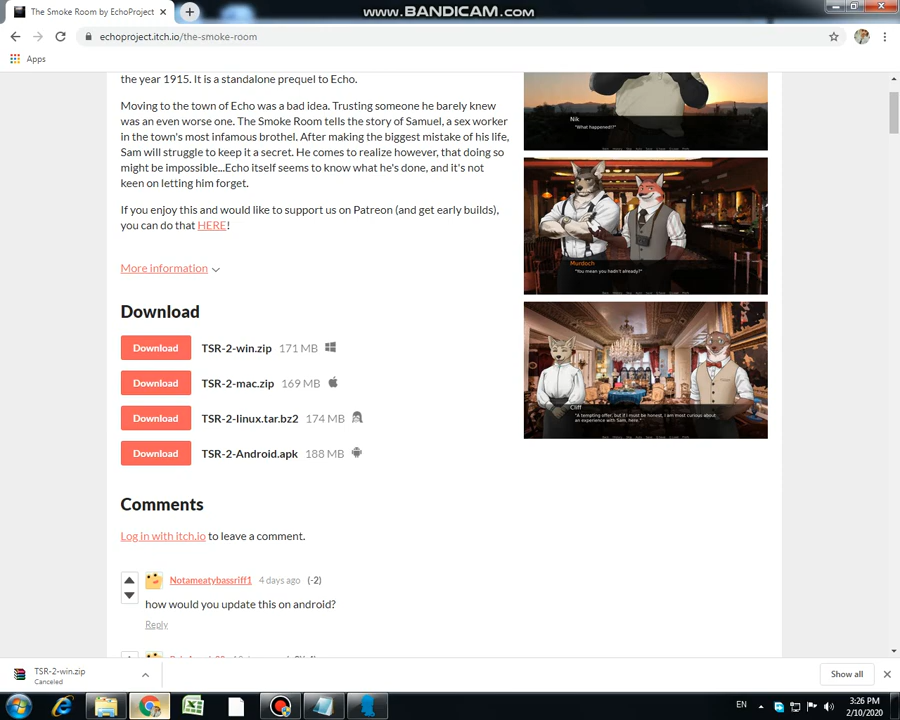 The Smoke Room by EchoProject
WWW.BANDICAM.COM
echoproject.itch.io/the-smoke-room
Apps
the year 1915. It is a standalone prequel to Echo.
Moving to the town of Echo was a bad idea. Trusting someone he barely knew
was an even worse one. The Smoke Room tells the story of Samuel, a sex worker
in the town's most infamous brothel. After making the biggest mistake of his life,
Sam will struggle to keep it a secret. He comes to realize however, that doing so
might be impossible...Echo itself seems to know what he's done, and it's not
keen on letting him forget.
If you enjoy this and would like to support us on Patreon (and get early builds),
you can do that HERE!
More information
Download
Download TSR-2-win.zip 171 MB
Download TSR-2-mac.zip 169 MB
Download TSR-2-linux.tar.bz2 174 MB
Download TSR-2-Android.apk 188 MB
Nik
"What happened!?"
Murdoch
"You mean you hadn't already?"
Cliff
"A tempting offer, but if I must be honest, I am most curious about
an experience with Sam, here."
Comments
Log in with itch.io to leave a comment.
Notameatybassriff1 4 days ago (-2)
how would you update this on android?
Reply
TSR-2-win.zip
Canceled
Show all
EN
3:26 PM
2/10/2020